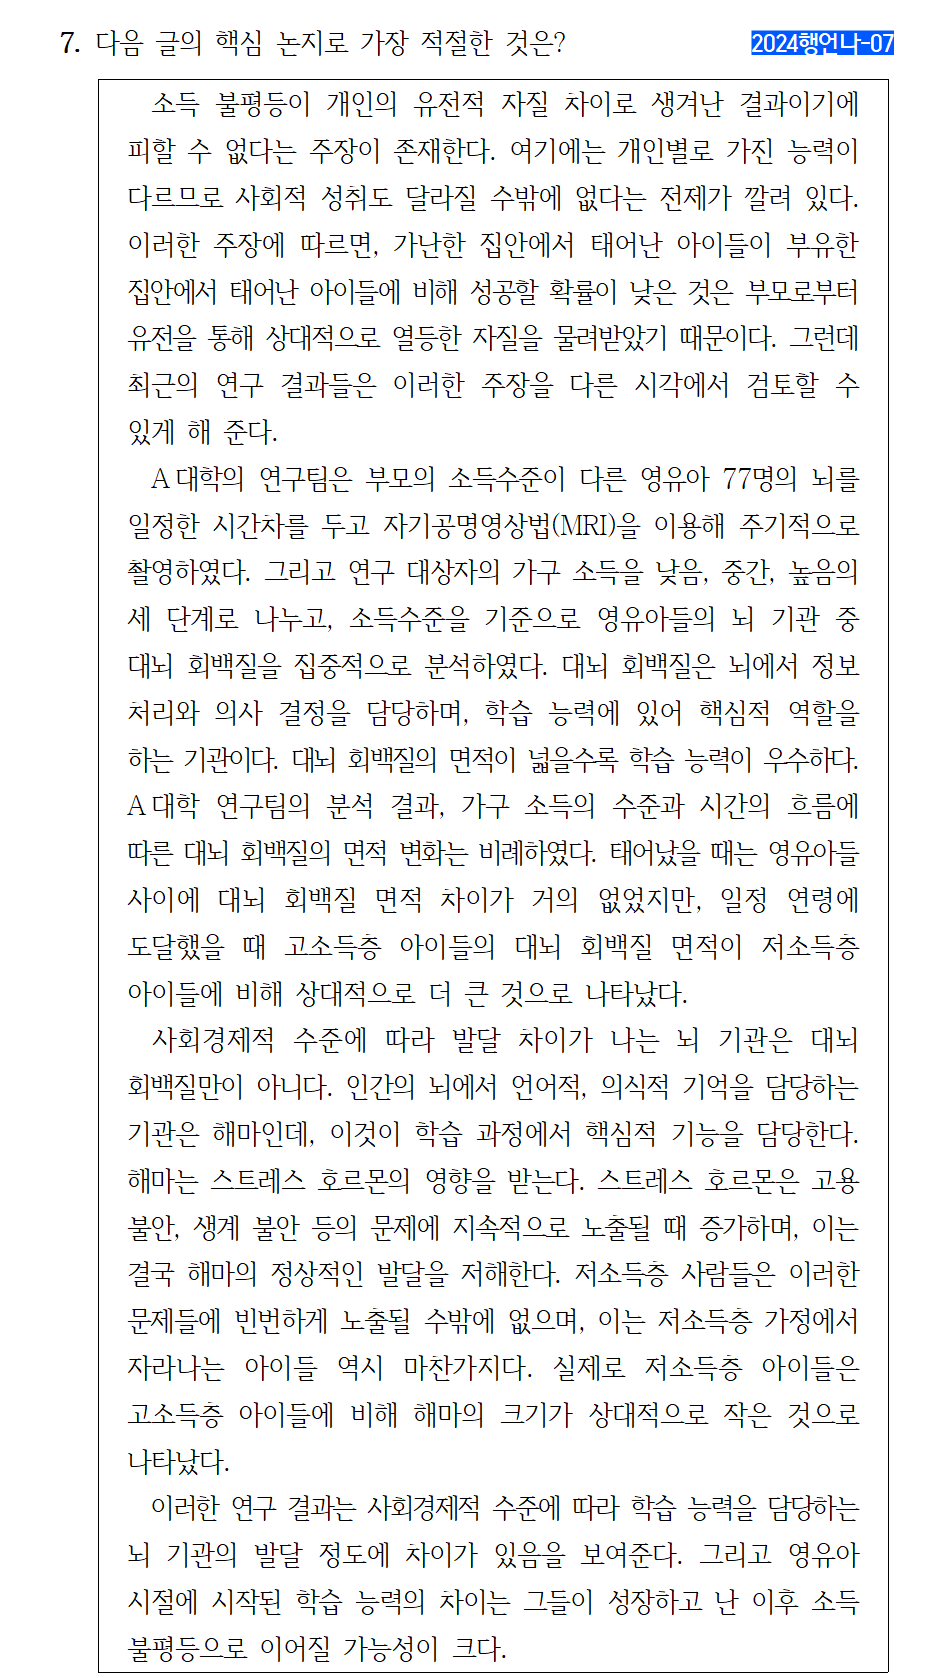 7. 다음 글의 핵심 논지로 가장 적절한 것은?
2024행언나-07
소득 불평등이 개인의 유전적 자질 차이로 생겨난 결과이기에
피할 수 없다는 주장이 존재한다. 여기에는 개인별로 가진 능력이
다르므로 사회적 성취도 달라질 수밖에 없다는 전제가 깔려 있다.
이러한 주장에 따르면, 가난한 집안에서 태어난 아이들이 부유한
집안에서 태어난 아이들에 비해 성공할 확률이 낮은 것은 부모로부터
유전을 통해 상대적으로 열등한 자질을 물려받았기 때문이다. 그런데
최근의 연구 결과들은 이러한 주장을 다른 시각에서 검토할 수
있게 해 준다.
A대학의 연구팀은 부모의 소득수준이 다른 영유아 77명의 뇌를
일정한 시간차를 두고 자기공명영상법(MRI)을 이용해 주기적으로
촬영하였다. 그리고 연구 대상자의 가구 소득을 낮음, 중간, 높음의
세 단계로 나누고, 소득수준을 기준으로 영유아들의 뇌 기관 중
대뇌 회백질을 집중적으로 분석하였다. 대뇌 회백질은 뇌에서 정보
처리와 의사 결정을 담당하며, 학습 능력에 있어 핵심적 역할을
하는 기관이다. 대뇌 회백질의 면적이 넓을수록 학습 능력이 우수하다.
A대학 연구팀의 분석 결과, 가구 소득의 수준과 시간의 흐름에
따른 대뇌 회백질의 면적 변화는 비례하였다. 태어났을 때는 영유아들
사이에 대뇌 회백질 면적 차이가 거의 없었지만, 일정 연령에
도달했을 때 고소득층 아이들의 대뇌 회백질 면적이 저소득층
아이들에 비해 상대적으로 더 큰 것으로 나타났다.
사회경제적 수준에 따라 발달 차이가 나는 뇌 기관은 대뇌
회백질만이 아니다. 인간의 뇌에서 언어적, 의식적 기억을 담당하는
기관은 해마인데, 이것이 학습 과정에서 핵심적 기능을 담당한다.
해마는 스트레스 호르몬의 영향을 받는다. 스트레스 호르몬은 고용
불안, 생계 불안 등의 문제에 지속적으로 노출될 때 증가하며, 이는
결국 해마의 정상적인 발달을 저해한다. 저소득층 사람들은 이러한
문제들에 빈번하게 노출될 수밖에 없으며, 이는 저소득층 가정에서
자라나는 아이들 역시 마찬가지다. 실제로 저소득층 아이들은
고소득층 아이들에 비해 해마의 크기가 상대적으로 작은 것으로
나타났다.
이러한 연구 결과는 사회경제적 수준에 따라 학습 능력을 담당하는
뇌 기관의 발달 정도에 차이가 있음을 보여준다. 그리고 영유아
시절에 시작된 학습 능력의 차이는 그들이 성장하고 난 이후 소득
불평등으로 이어질 가능성이 크다.